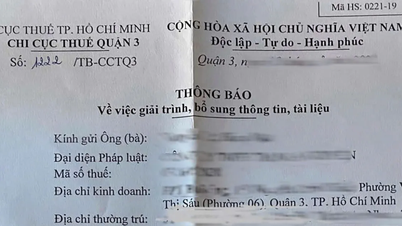 Mã HS: 0221-19
CỤC THUẾ TP. HỒ CHÍ MINH
CHI CỤC THUẾ QUẬN 3
Số: 1222 /TB-CCTQ3
CỘNG HÒA XÃ HỘI CHỦ NGHĨA VIỆT NAM
Độc lập - Tự do - Hạnh phúc
Quận 3, n
THÔNG BÁO
Về việc giải trình, bổ sung thông tin, tài liệu
Kính gửi Ông (bà):
Đại diện Pháp luật:
Mã số thuế:
Địa chỉ kinh doanh: Phường
Thị Sáu (Phường 06), Quận 3. TP. Hồ Chí Minh
Địa chỉ thường trú: